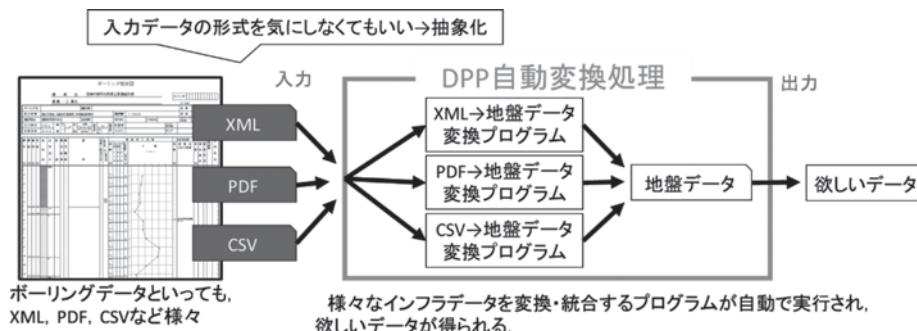 入力データの形式を気にしなくてもいい→抽象化
入力
DPP自動変換処理
出力
XML
PDF
CSV
XML→地盤データ
変換プログラム
PDF→地盤データ
変換プログラム
CSV→地盤データ
変換プログラム
地盤データ
欲しいデータ
ボーリングデータといっても,
XML, PDF, CSVなど様々
様々なインフラデータを変換・統合するプログラムが自動で実行され,
欲しいデータが得られる.